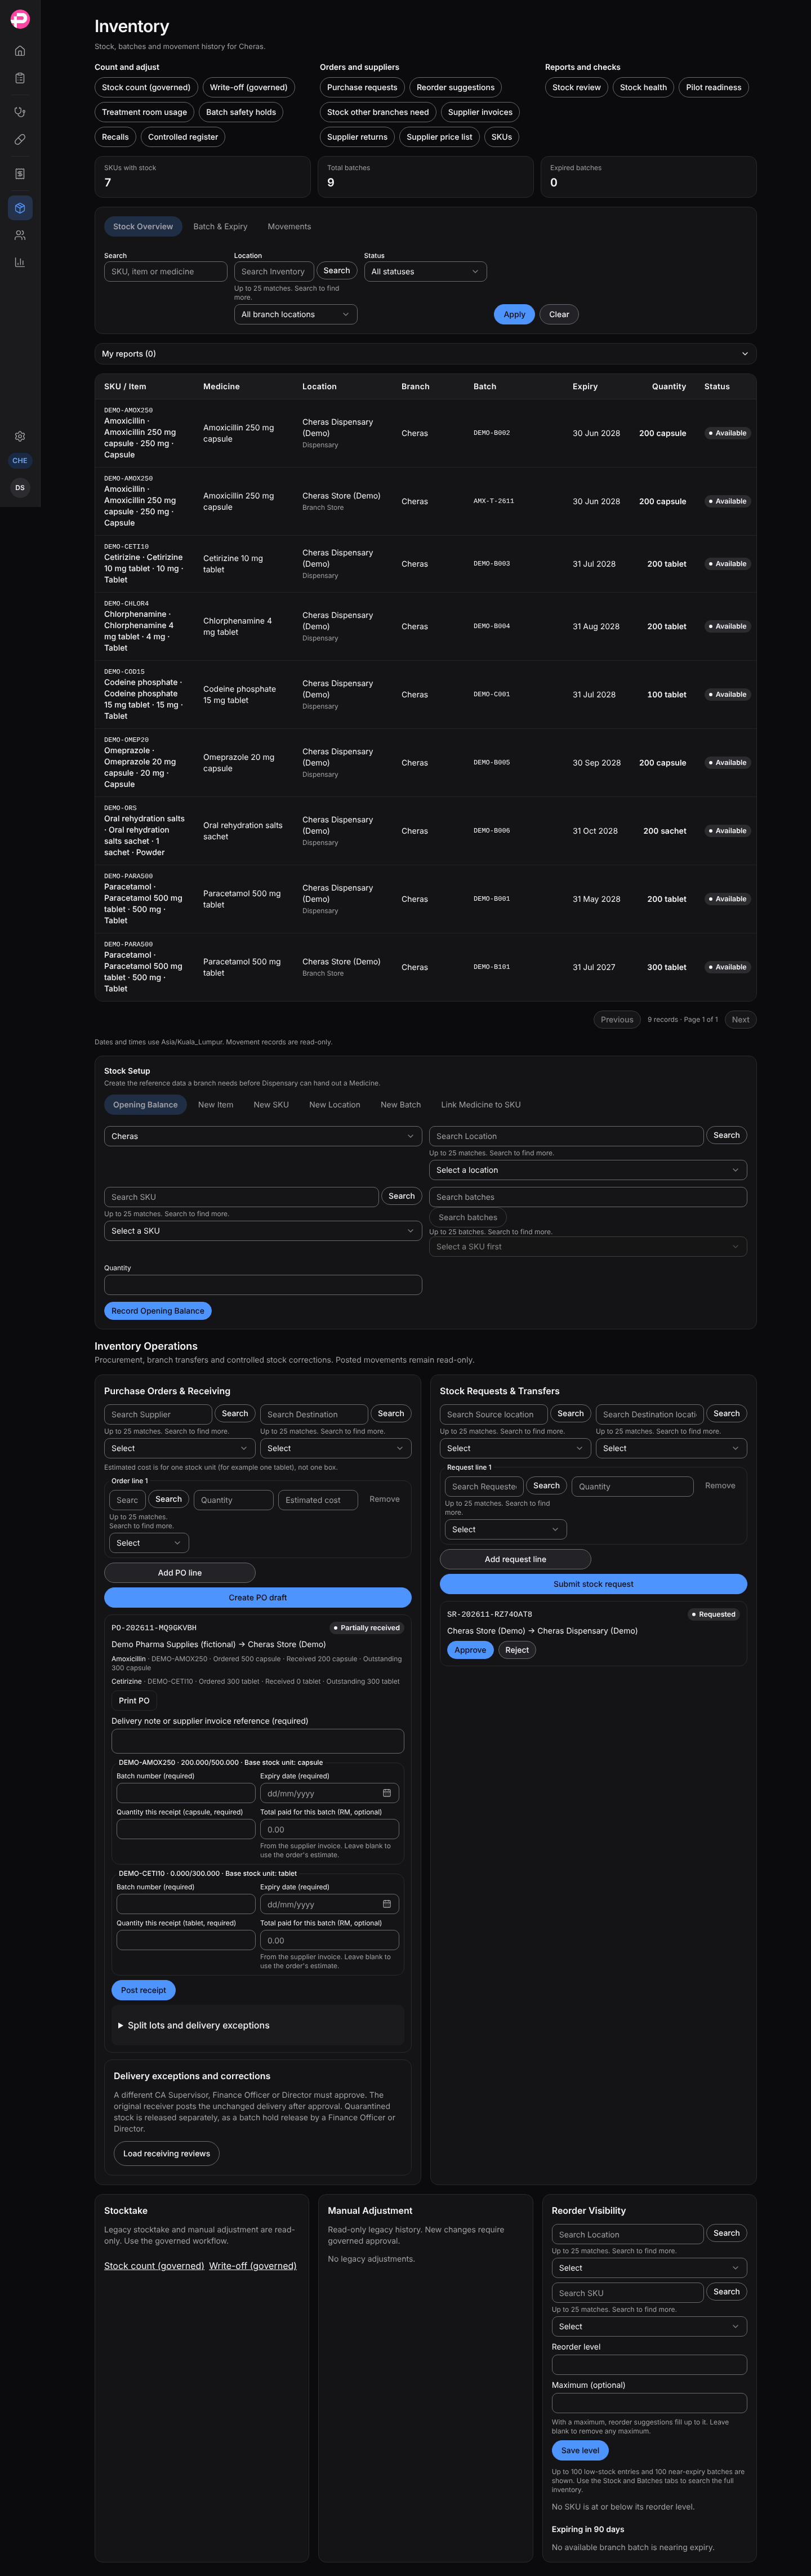 Inventory
Stock, batches and movement history for Cheras.
Count and adjust
Stock count (governed)
Write-off (governed)
Treatment room usage
Batch safety holds
Recalls
Controlled register
Orders and suppliers
Purchase requests
Reorder suggestions
Stock other branches need
Supplier invoices
Supplier returns
Supplier price list
SKUs
Reports and checks
Stock review
Stock health
Pilot readiness
SKUs with stock
7
Total batches
9
Expired batches
0
Stock Overview
Batch & Expiry
Movements
Search
SKU, item or medicine
Location
Search Inventory
Search
Up to 25 matches. Search to find
more.
All branch locations
Status
All statuses
Apply
Clear
My reports (0)
SKU / Item
Medicine
Location
Branch
Batch
Expiry
Quantity
Status
DEMO-AMOX250
Amoxicillin ·
Amoxicillin 250 mg
capsule · 250 mg ·
Capsule
Amoxicillin 250 mg
capsule
Cheras Dispensary
(Demo)
Dispensary
Cheras
DEMO-B002
30 Jun 2028
200 capsule
Available
DEMO-AMOX250
Amoxicillin ·
Amoxicillin 250 mg
capsule · 250 mg ·
Capsule
Amoxicillin 250 mg
capsule
Cheras Store (Demo)
Branch Store
Cheras
AMX-T-2611
30 Jun 2028
200 capsule
Available
DEMO-CETI10
Cetirizine · Cetirizine
10 mg tablet · 10 mg ·
Tablet
Cetirizine 10 mg
tablet
Cheras Dispensary
(Demo)
Dispensary
Cheras
DEMO-B003
31 Jul 2028
200 tablet
Available
DEMO-CHLOR4
Chlorphenamine ·
Chlorphenamine 4
mg tablet · 4 mg ·
Tablet
Chlorphenamine 4
mg tablet
Cheras Dispensary
(Demo)
Dispensary
Cheras
DEMO-B004
31 Aug 2028
200 tablet
Available
DEMO-COD15
Codeine phosphate ·
Codeine phosphate
15 mg tablet · 15 mg ·
Tablet
Codeine phosphate
15 mg tablet
Cheras Dispensary
(Demo)
Dispensary
Cheras
DEMO-C001
31 Jul 2028
100 tablet
Available
DEMO-OMEP20
Omeprazole ·
Omeprazole 20 mg
capsule · 20 mg ·
Capsule
Omeprazole 20 mg
capsule
Cheras Dispensary
(Demo)
Dispensary
Cheras
DEMO-B005
30 Sep 2028
200 capsule
Available
DEMO-ORS
Oral rehydration salts
· Oral rehydration
salts sachet · 1
sachet · Powder
Oral rehydration salts
sachet
Cheras Dispensary
(Demo)
Dispensary
Cheras
DEMO-B006
31 Oct 2028
200 sachet
Available
DEMO-PARA500
Paracetamol ·
Paracetamol 500 mg
tablet · 500 mg ·
Tablet
Paracetamol 500 mg
tablet
Cheras Dispensary
(Demo)
Dispensary
Cheras
DEMO-B001
31 May 2028
200 tablet
Available
DEMO-PARA500
Paracetamol ·
Paracetamol 500 mg
tablet · 500 mg ·
Tablet
Paracetamol 500 mg
tablet
Cheras Store (Demo)
Branch Store
Cheras
DEMO-B101
31 Jul 2027
300 tablet
Available
CHE
DS
Previous
9 records · Page 1 of 1
Next
Dates and times use Asia/Kuala_Lumpur. Movement records are read-only.
Stock Setup
Create the reference data a branch needs before Dispensary can hand out a Medicine.
Opening Balance
New Item
New SKU
New Location
New Batch
Link Medicine to SKU
Cheras
Search Location
Search
Up to 25 matches. Search to find more.
Select a location
Search SKU
Search
Up to 25 matches. Search to find more.
Select a SKU
Search batches
Search batches
Up to 25 batches. Search to find more.
Select a SKU first
Quantity
Record Opening Balance
Inventory Operations
Procurement, branch transfers and controlled stock corrections. Posted movements remain read-only.
Purchase Orders & Receiving
Search Supplier
Search
Search Destination
Search
Up to 25 matches. Search to find more.
Up to 25 matches. Search to find more.
Select
Select
Estimated cost is for one stock unit (for example one tablet), not one box.
Order line 1
Searc
Search
Quantity
Estimated cost
Remove
Up to 25 matches.
Search to find more.
Select
Add PO line
Create PO draft
PO-202611-MQ9GKVBH
Partially received
Demo Pharma Supplies (fictional) → Cheras Store (Demo)
Amoxicillin · DEMO-AMOX250 · Ordered 500 capsule · Received 200 capsule · Outstanding
300 capsule
Cetirizine · DEMO-CETI10 · Ordered 300 tablet · Received 0 tablet · Outstanding 300 tablet
Print PO
Delivery note or supplier invoice reference (required)
DEMO-AMOX250 · 200.000/500.000 · Base stock unit: capsule
Batch number (required)
Expiry date (required)
dd/mm/yyyy
Quantity this receipt (capsule, required)
Total paid for this batch (RM, optional)
0.00
From the supplier invoice. Leave blank to
use the order's estimate.
DEMO-CETI10 · 0.000/300.000 · Base stock unit: tablet
Batch number (required)
Expiry date (required)
dd/mm/yyyy
Quantity this receipt (tablet, required)
Total paid for this batch (RM, optional)
0.00
From the supplier invoice. Leave blank to
use the order's estimate.
Post receipt
Split lots and delivery exceptions
Delivery exceptions and corrections
A different CA Supervisor, Finance Officer or Director must approve. The
original receiver posts the unchanged delivery after approval. Quarantined
stock is released separately, as a batch hold release by a Finance Officer or
Director.
Load receiving reviews
Stock Requests & Transfers
Search Source location
Search
Search Destination locati
Search
Up to 25 matches. Search to find more.
Up to 25 matches. Search to find more.
Select
Select
Request line 1
Search Requeste
Search
Quantity
Remove
Up to 25 matches. Search to find
more.
Select
Add request line
Submit stock request
SR-202611-RZ74OAT8
Requested
Cheras Store (Demo) → Cheras Dispensary (Demo)
Approve
Reject
Stocktake
Legacy stocktake and manual adjustment are read-
only. Use the governed workflow.
Stock count (governed)
Write-off (governed)
Manual Adjustment
Read-only legacy history. New changes require
governed approval.
No legacy adjustments.
Reorder Visibility
Search Location
Search
Up to 25 matches. Search to find more.
Select
Search SKU
Search
Up to 25 matches. Search to find more.
Select
Reorder level
Maximum (optional)
With a maximum, reorder suggestions fill up to it. Leave
blank to remove any maximum.
Save level
Up to 100 low-stock entries and 100 near-expiry batches are
shown. Use the Stock and Batches tabs to search the full
inventory.
No SKU is at or below its reorder level.
Expiring in 90 days
No available branch batch is nearing expiry.